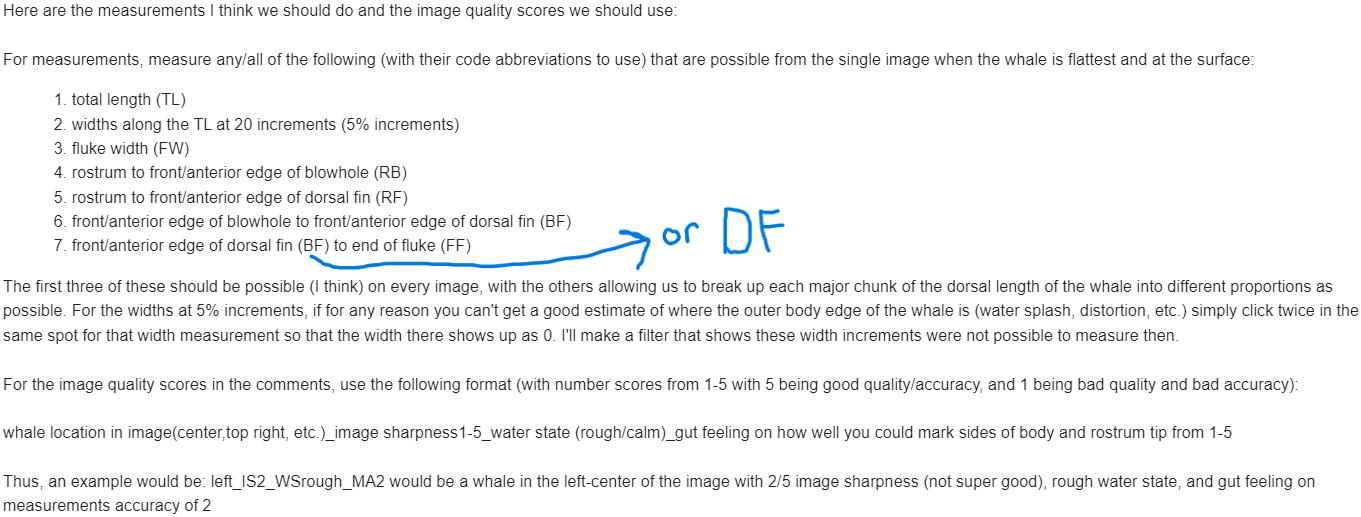 Here are the measurements I think we should do and the image quality scores we should use:
For measurements, measure any/all of the following (with their code abbreviations to use) that are possible from the single image when the whale is flattest and at the surface:
1. total length (TL)
2. widths along the TL at 20 increments (5% increments)
3. fluke width (FW)
4. rostrum to front/anterior edge of blowhole (RB)
5. rostrum to front/anterior edge of dorsal fin (RF)
6. front/anterior edge of blowhole to front/anterior edge of dorsal fin (BF)
7. front/anterior edge of dorsal fin (BF) to end of fluke (FF)
or DF
The first three of these should be possible (I think) on every image, with the others allowing us to break up each major chunk of the dorsal length of the whale into different proportions as
possible. For the widths at 5% increments, if for any reason you can't get a good estimate of where the outer body edge of the whale is (water splash, distortion, etc.) simply click twice in the
same spot for that width measurement so that the width there shows up as 0. I'll make a filter that shows these width increments were not possible to measure then.
For the image quality scores in the comments, use the following format (with number scores from 1-5 with 5 being good quality/accuracy, and 1 being bad quality and bad accuracy):
whale location in image(center,top right, etc.)_image sharpness1-5_water state (rough/calm)_gut feeling on how well you could mark sides of body and rostrum tip from 1-5
Thus, an example would be: left_IS2_WSrough_MA2 would be a whale in the left-center of the image with 2/5 image sharpness (not super good), rough water state, and gut feeling on
measurements accuracy of 2